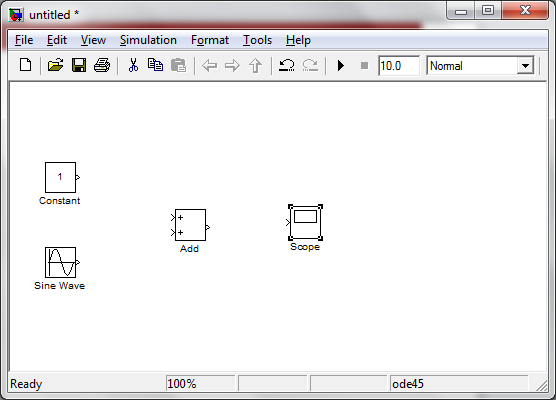 untitled *
File Edit View Simulation Format Tools Help
10.0 Normal
1
Constant
+
+
Add
Scope
Sine Wave
Ready 100% ode45